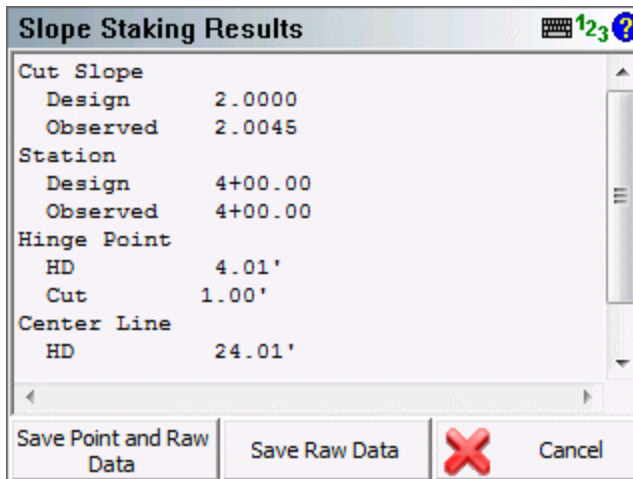 Slope Staking Results 123 ?
Cut Slope
Design 2.0000
Observed 2.0045
Station
Design 4+00.00
Observed 4+00.00
Hinge Point
HD 4.01'
Cut 1.00'
Center Line
HD 24.01'
Save Point and Raw
Data
Save Raw Data
Cancel